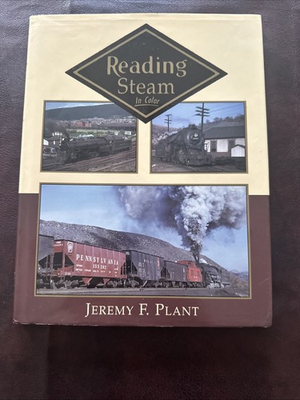 Reading
Steam
In Color
PENNSYLVANIA
JEREMY F. PLANT